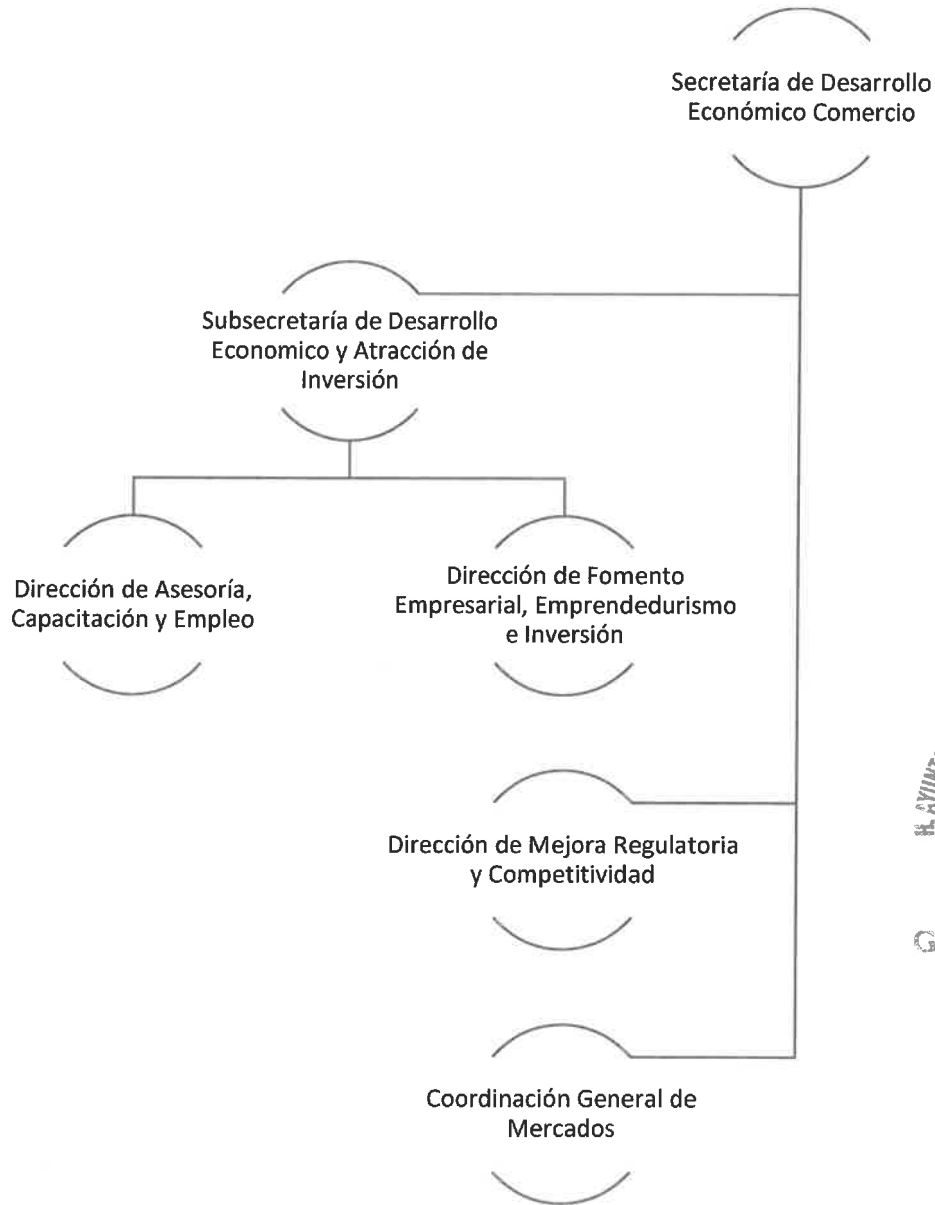 Secretaría de Desarrollo
Económico Comercio
Subsecretaría de Desarrollo
Economico y Atracción de
Inversión
Dirección de Asesoría,
Capacitación y Empleo
Dirección de Fomento
Empresarial, Emprendedurismo
e Inversión
Dirección de Mejora Regulatoria
y Competitividad
Coordinación General de
Mercados